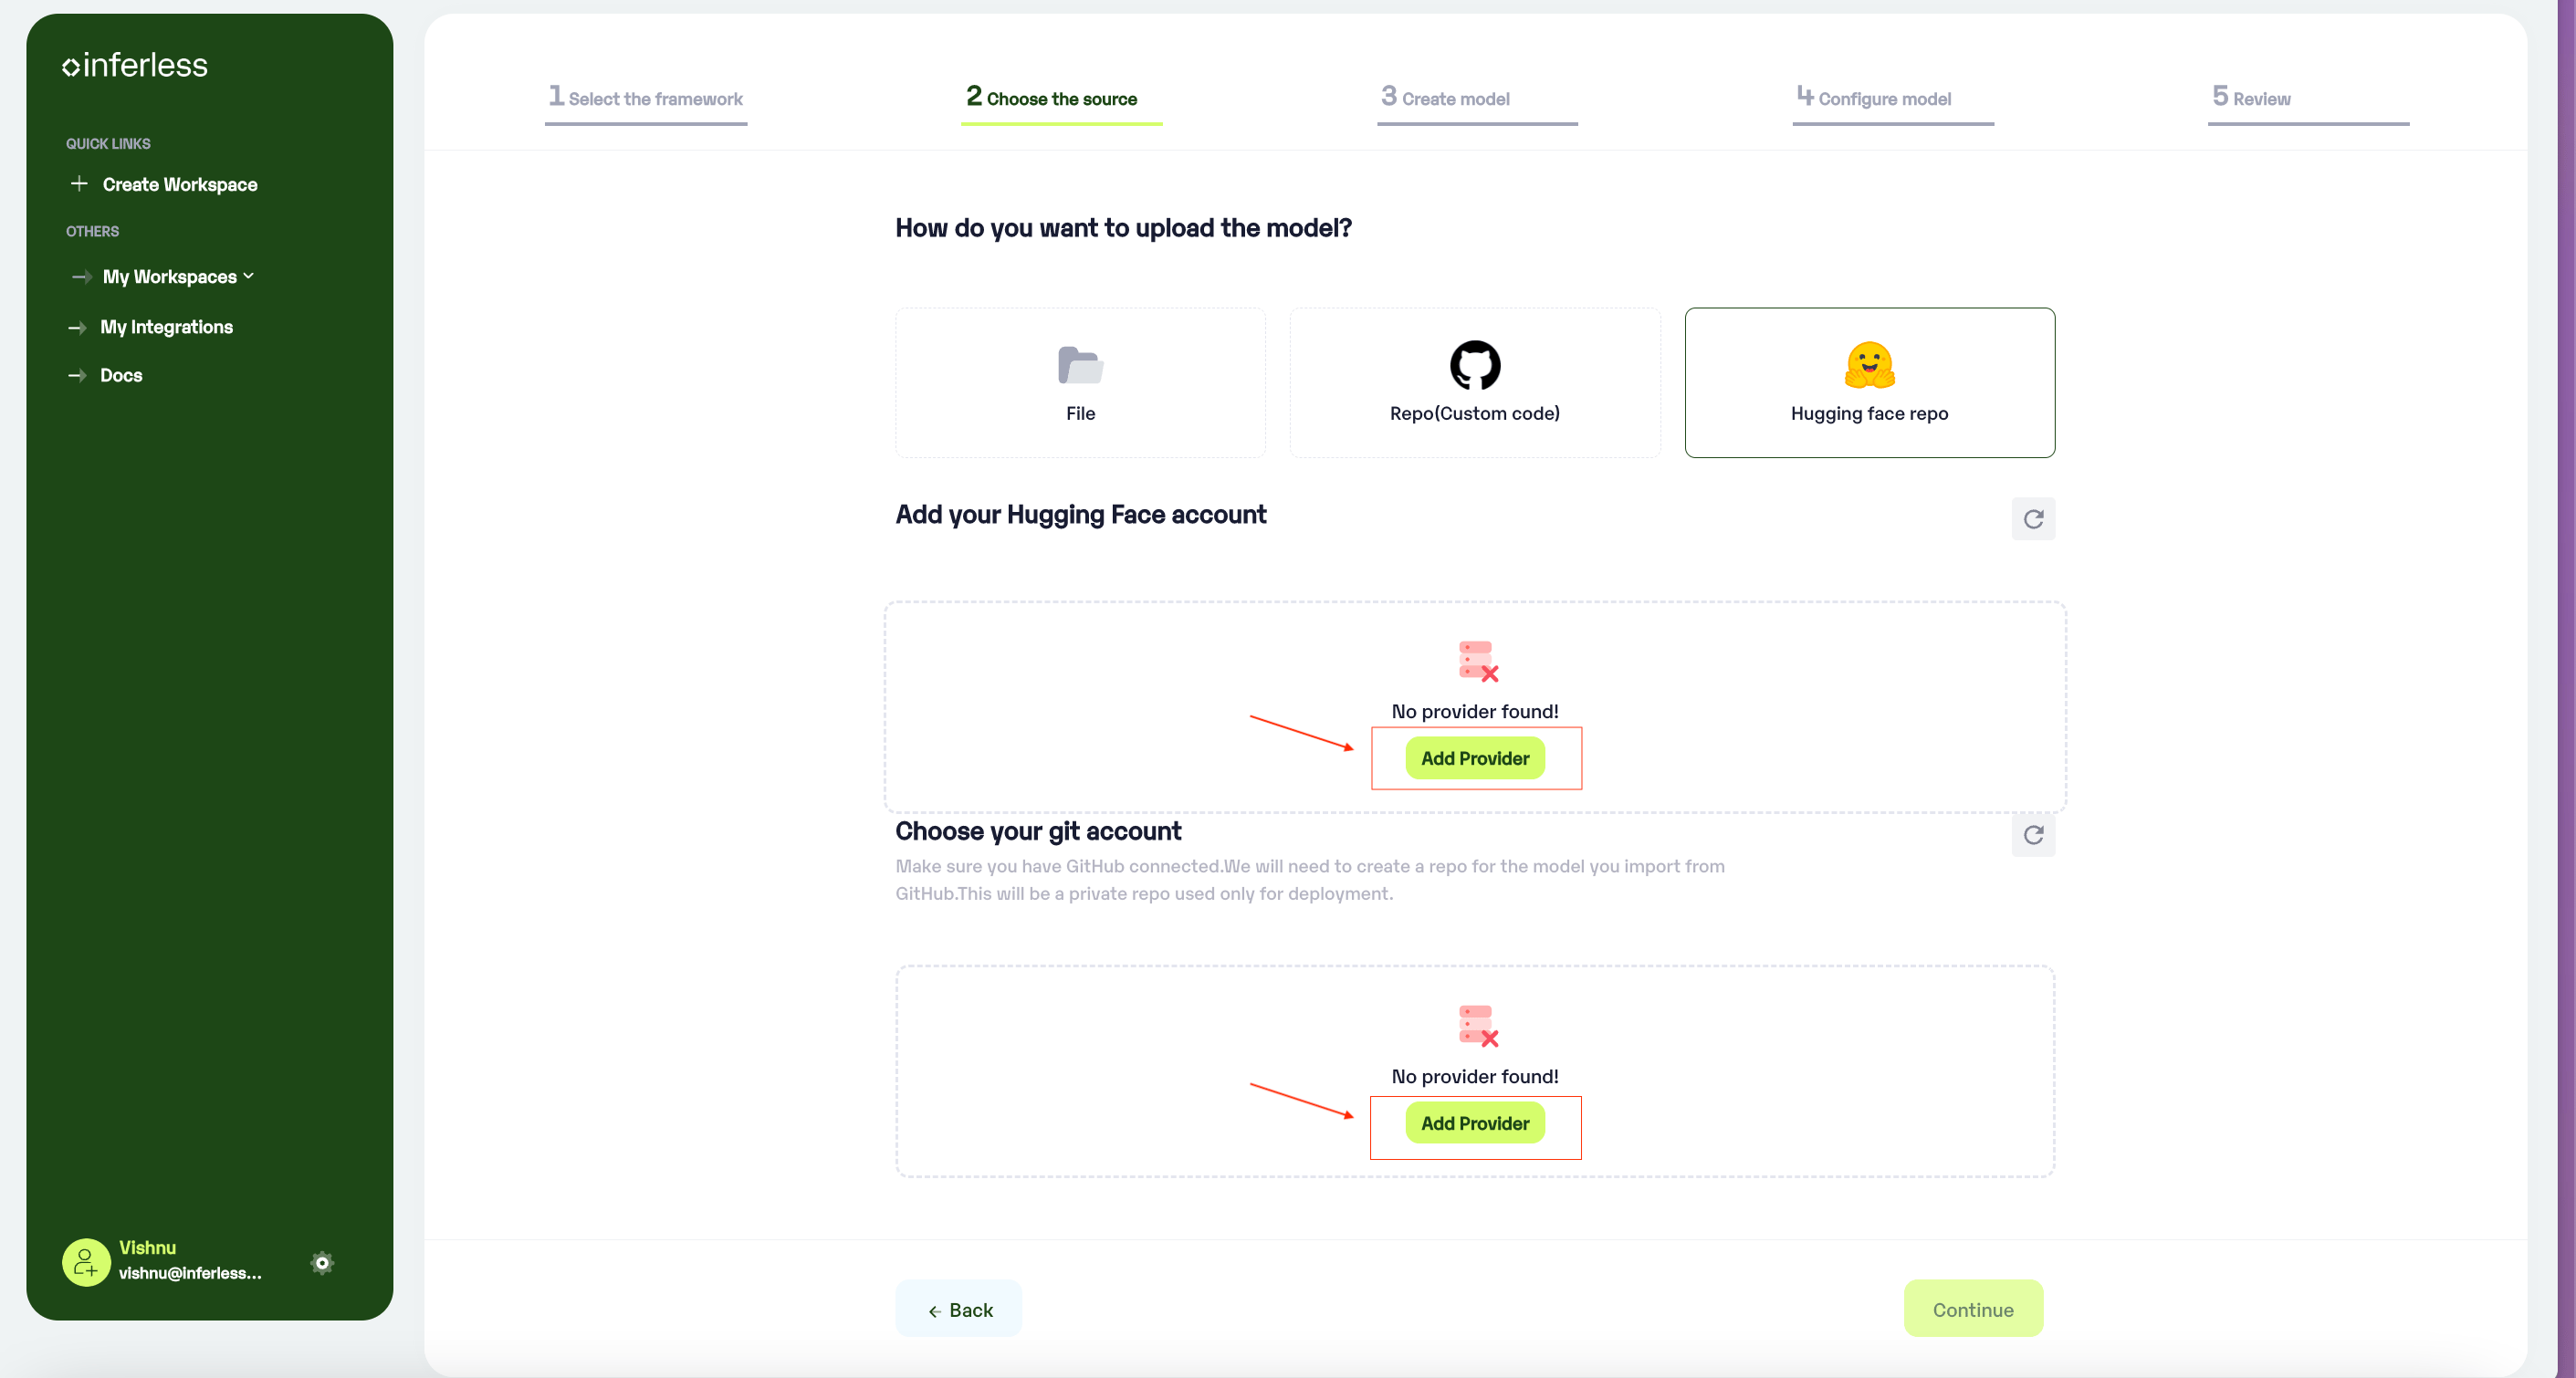 inferless
QUICK LINKS
Create Workspace
OTHERS
My Workspaces
My Integrations
Docs
Vishnu
vishnu@inferless...
1 Select the framework
2 Choose the source
3 Create model
4 Configure model
5 Review
How do you want to upload the model?
File
Repo(Custom code)
Hugging face repo
Add your Hugging Face account
No provider found!
Add Provider
Choose your git account
Make sure you have GitHub connected.We will need to create a repo for the model you import from
GitHub.This will be a private repo used only for deployment.
No provider found!
Add Provider
Back
Continue